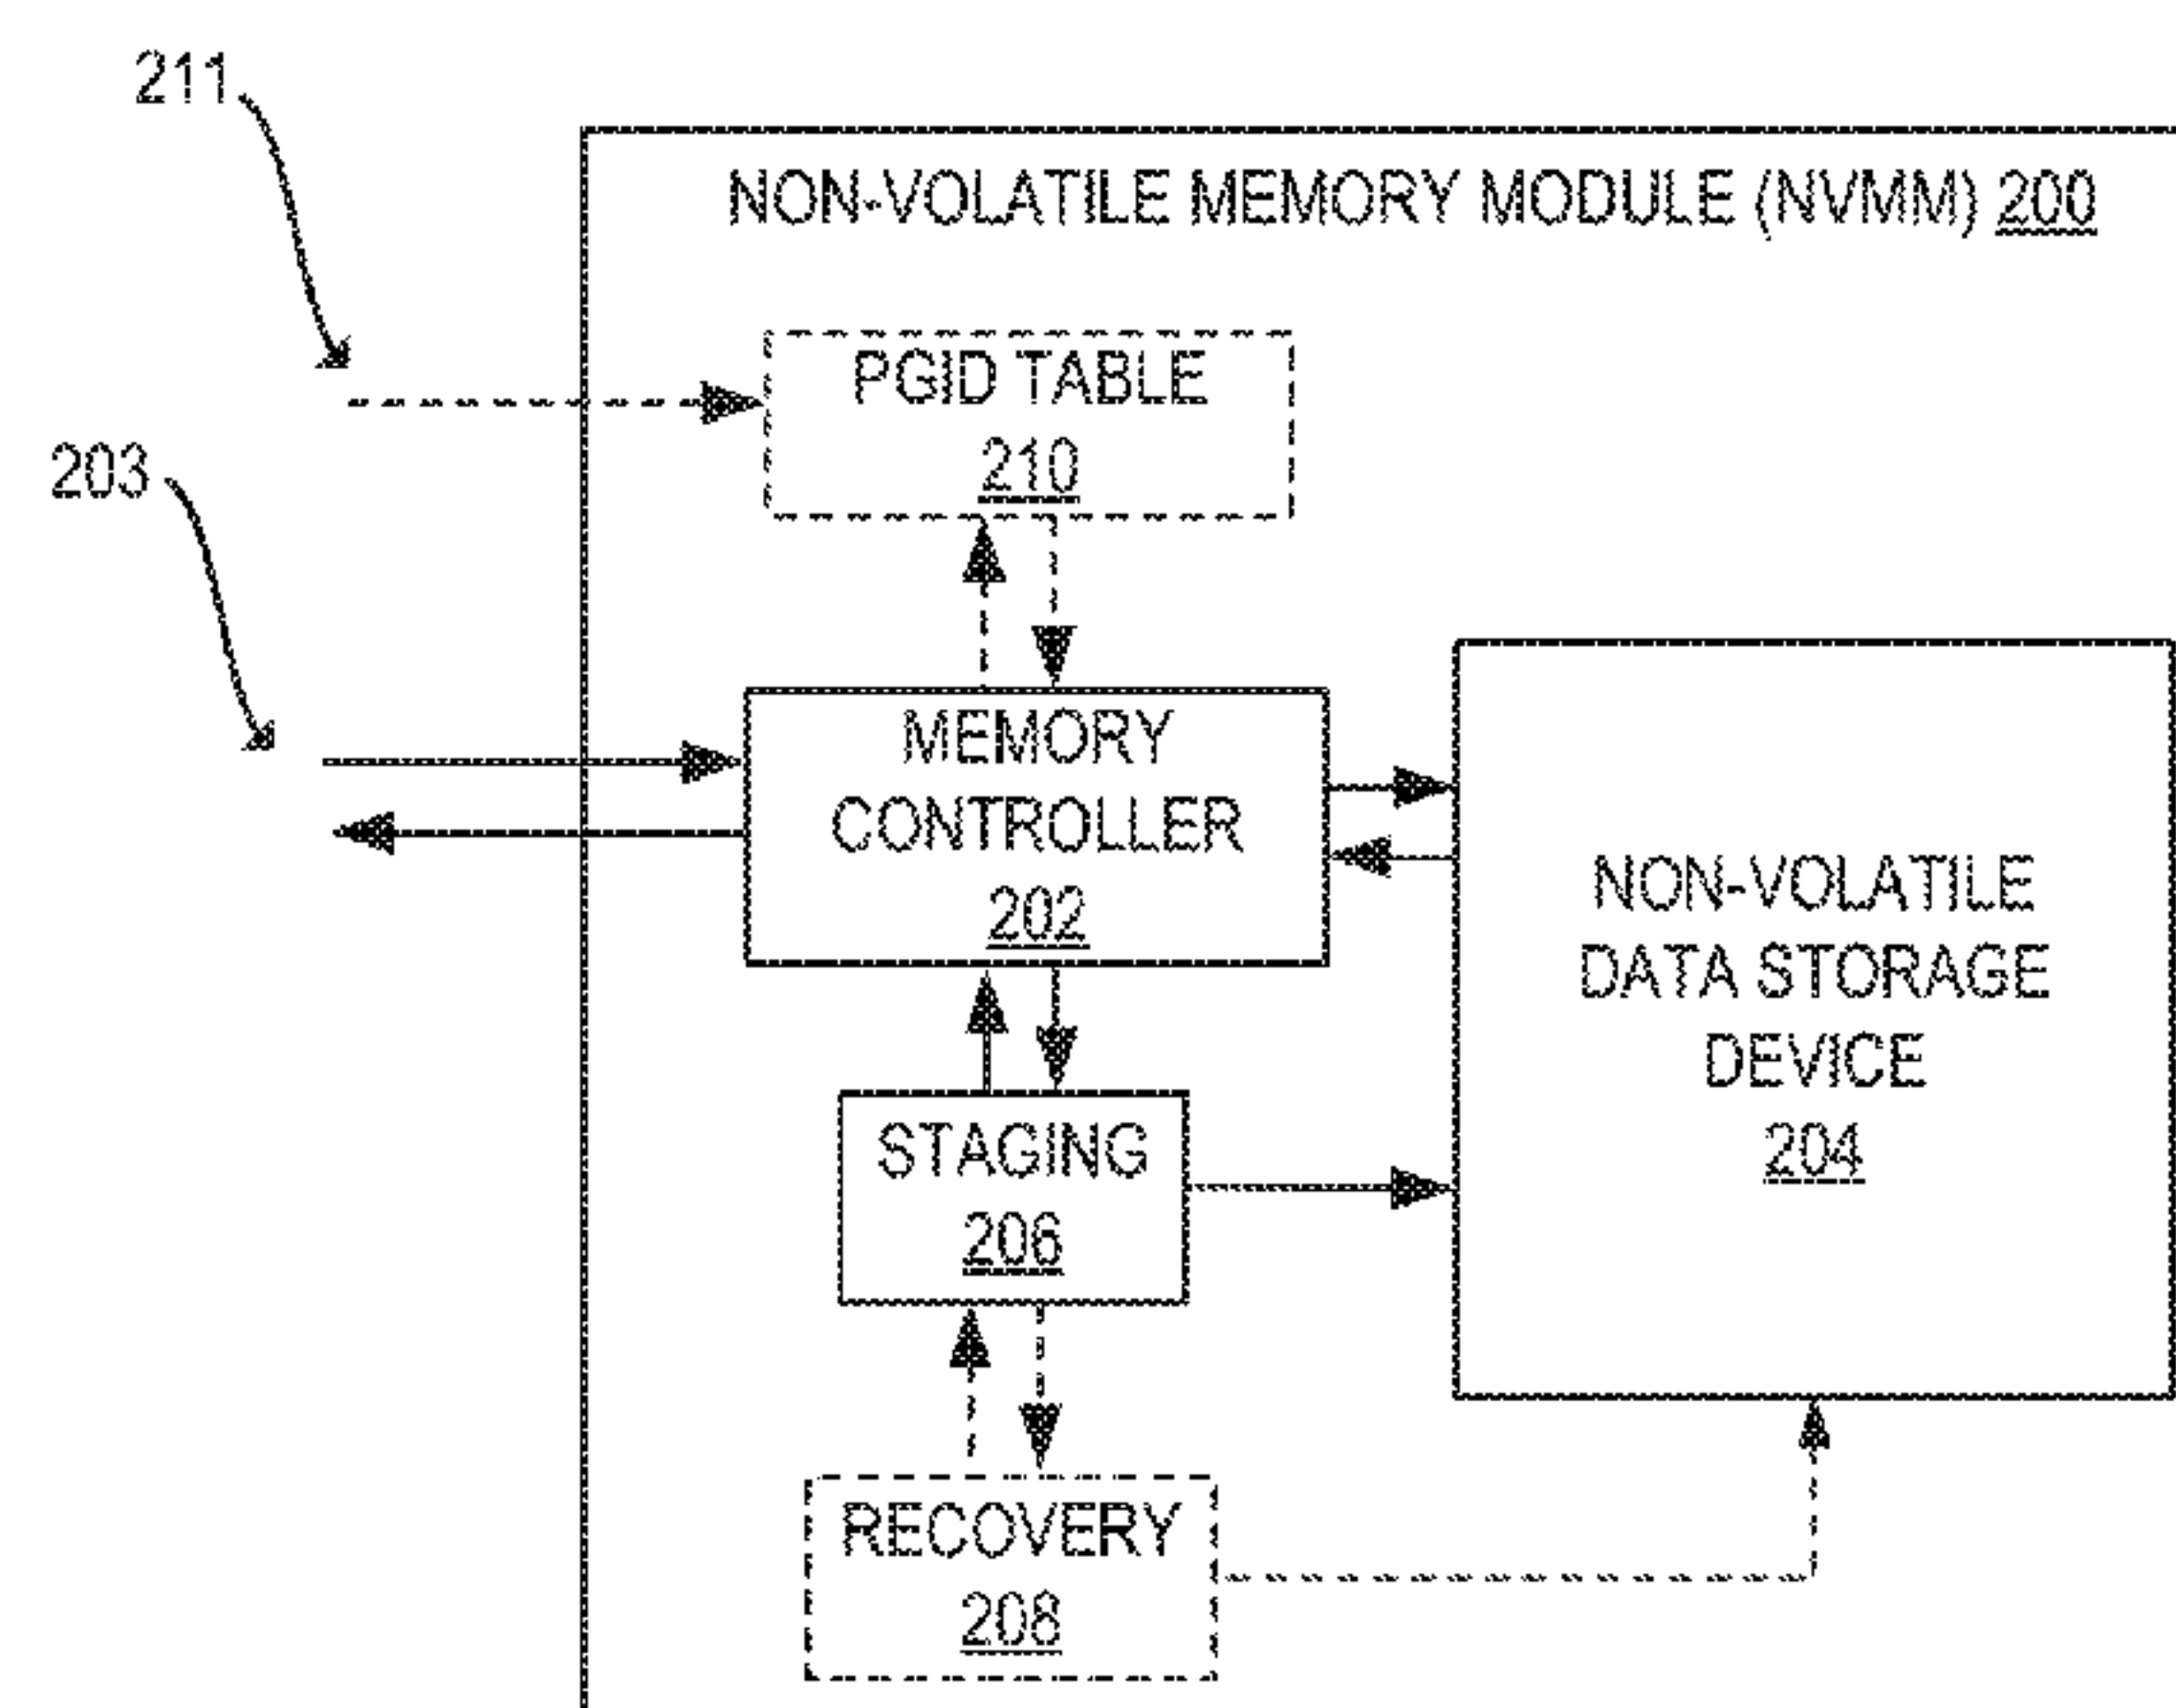 211
NON-VOLATILE MEMORY MODULE (NVMM) 200
PGID TABLE
210
203
MEMORY
CONTROLLER
202
NON-VOLATILE
DATA STORAGE
DEVICE
204
STAGING
206
RECOVERY
208